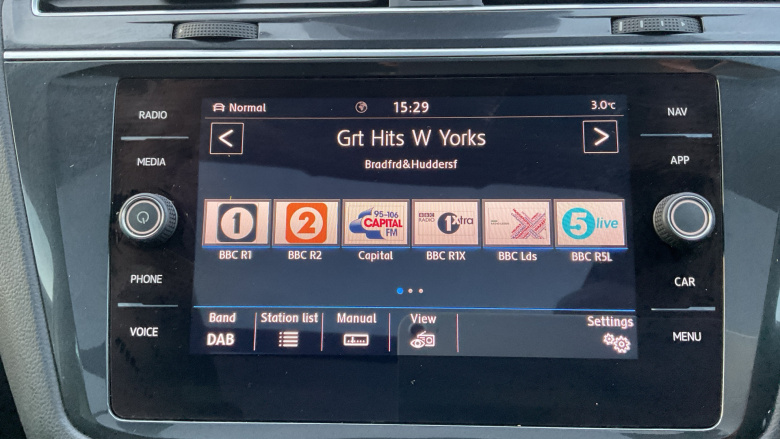 Normal 15:29 3.0°C
RADIO
NAV
< Grt Hits W Yorks >
Bradfrd&Huddersf
MEDIA
APP
1
2
95-106
CAPITAL
FM
RADIO
1Xtra
5 live
BBC R1 BBC R2 Capital BBC R1X BBC Lds BBC R5L
PHONE
CAR
Band Station list Manual View Settings
DAB
VOICE
MENU